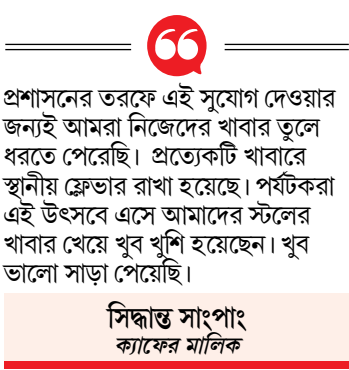 প্রশাসনের তরফে এই সুযোগ দেওয়ার
জন্যই আমরা নিজেদের খাবার তুলে
ধরতে পেরেছি। প্রত্যেকটি খাবারে
স্থানীয় ফ্লেভার রাখা হয়েছে। পর্যটকরা
এই উৎসবে এসে আমাদের স্টলের
খাবার খেয়ে খুব খুশি হয়েছেন। খুব
ভালো সাড়া পেয়েছি।
সিদ্ধান্ত সাংপাং
ক্যাফের মালিক